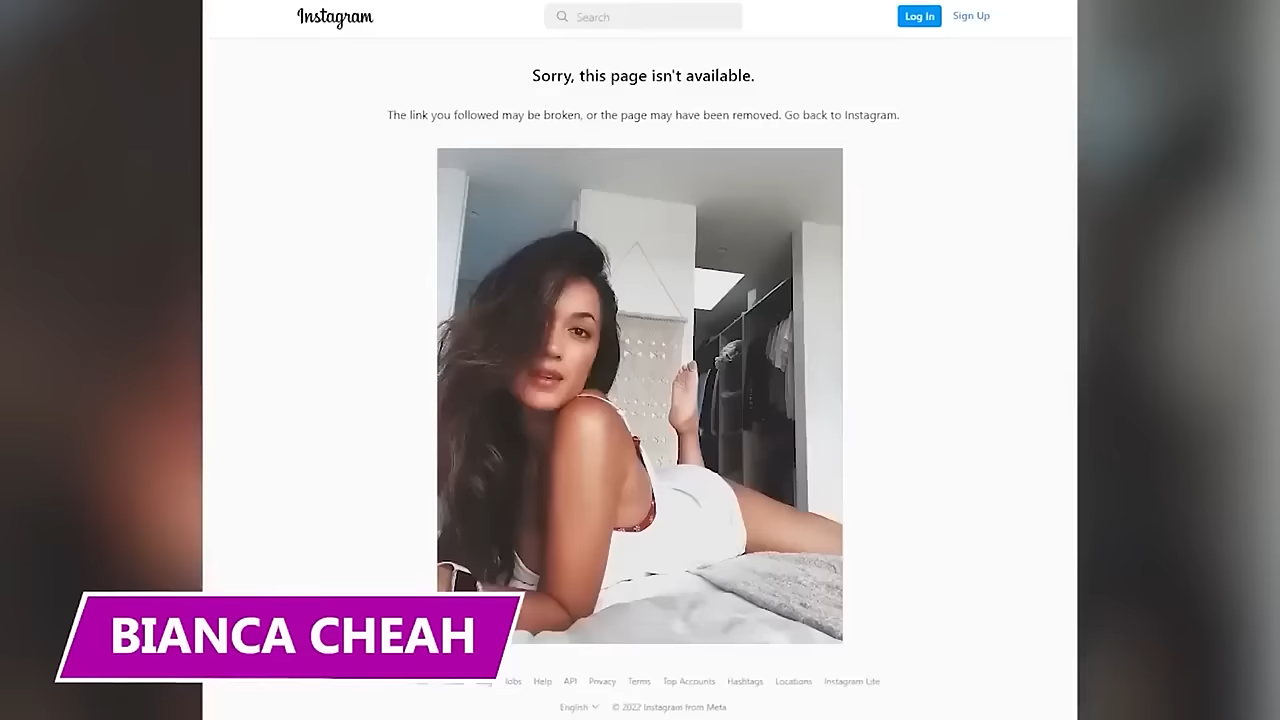 Instagram
Search
Log In
Sign Up
Sorry, this page isn't available.
The link you followed may be broken, or the page may have been removed. Go back to Instagram.
BIANCA CHEAH
Jobs Help API Privacy Terms Top Accounts Hashtags Locations Instagram Lite
English © 2022 Instagram from Meta